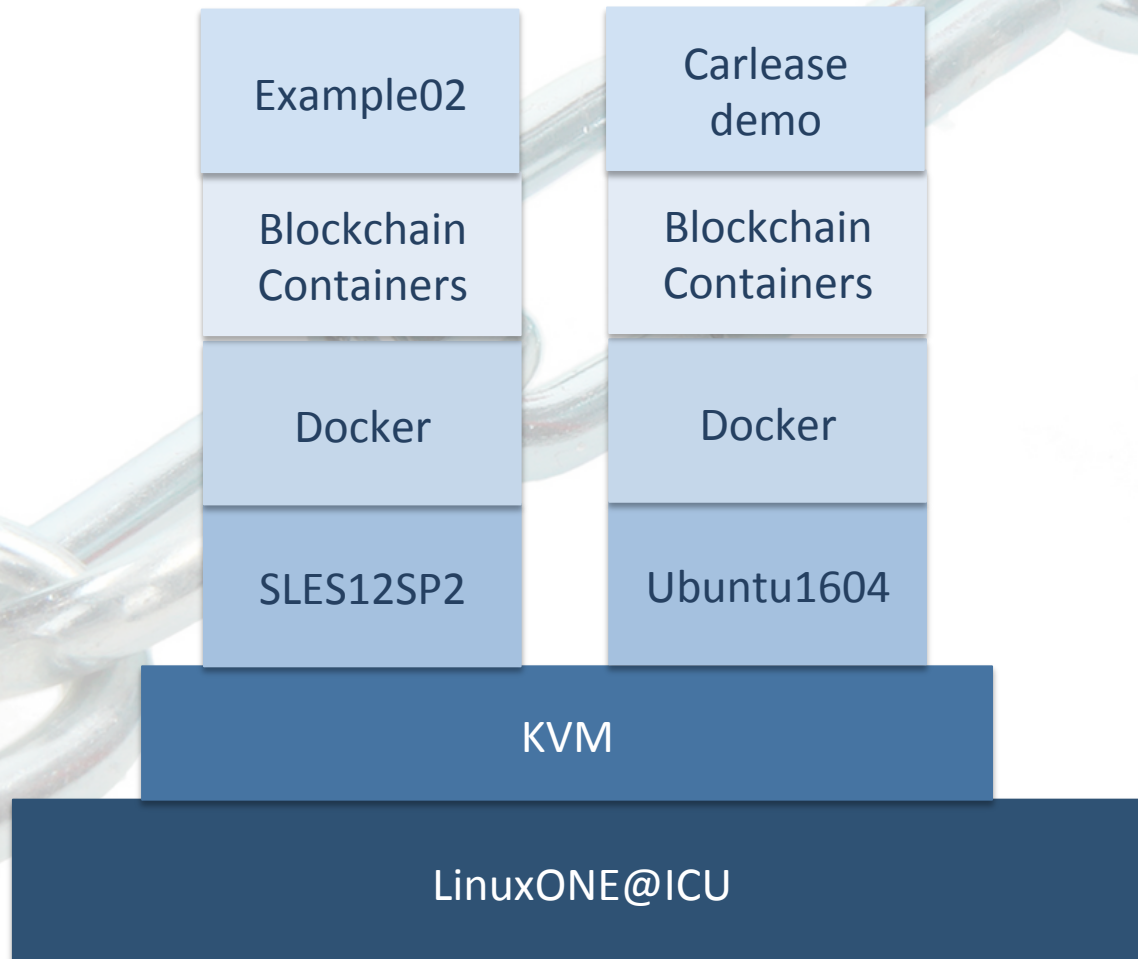 Example02
Carlease
demo
Blockchain
Containers
Blockchain
Containers
Docker
Docker
SLES12SP2
Ubuntu1604
KVM
LinuxONE@ICU